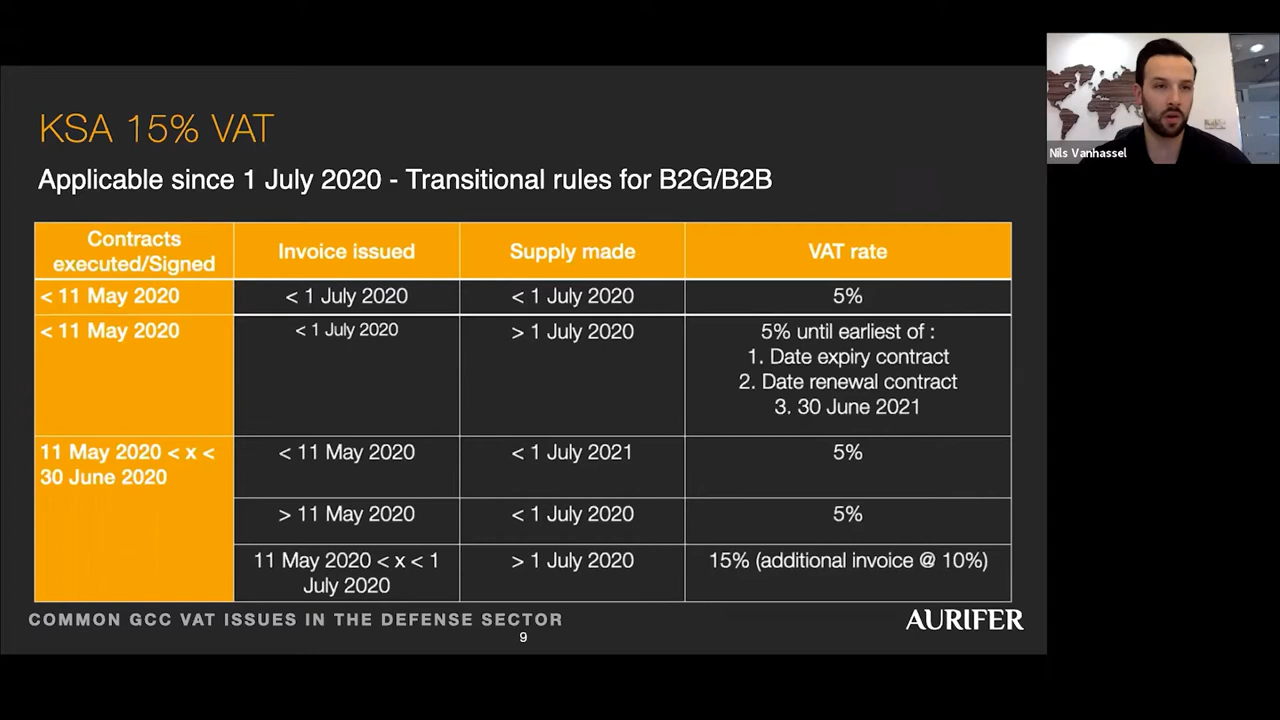 KSA 15% VAT
Applicable since 1 July 2020 - Transitional rules for B2G/B2B
Contracts
executed/Signed
Invoice issued
Supply made
VAT rate
< 11 May 2020
< 1 July 2020
< 1 July 2020
5%
< 11 May 2020
< 1 July 2020
> 1 July 2020
5% until earliest of :
1. Date expiry contract
2. Date renewal contract
3. 30 June 2021
11 May 2020 < x <
30 June 2020
< 11 May 2020
< 1 July 2021
5%
> 11 May 2020
< 1 July 2020
5%
11 May 2020 < x < 1
July 2020
> 1 July 2020
15% (additional invoice @ 10%)
COMMON GCC VAT ISSUES IN THE DEFENSE SECTOR
9
AURIFER
Nils Vanhassel